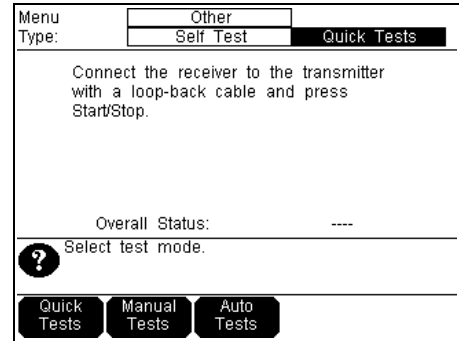 Menu Other
Type: Self Test Quick Tests
Connect the receiver to the transmitter
with a loop-back cable and press
Start/Stop.
Overall Status: ----
? Select test mode.
Quick Tests
Manual Tests
Auto Tests